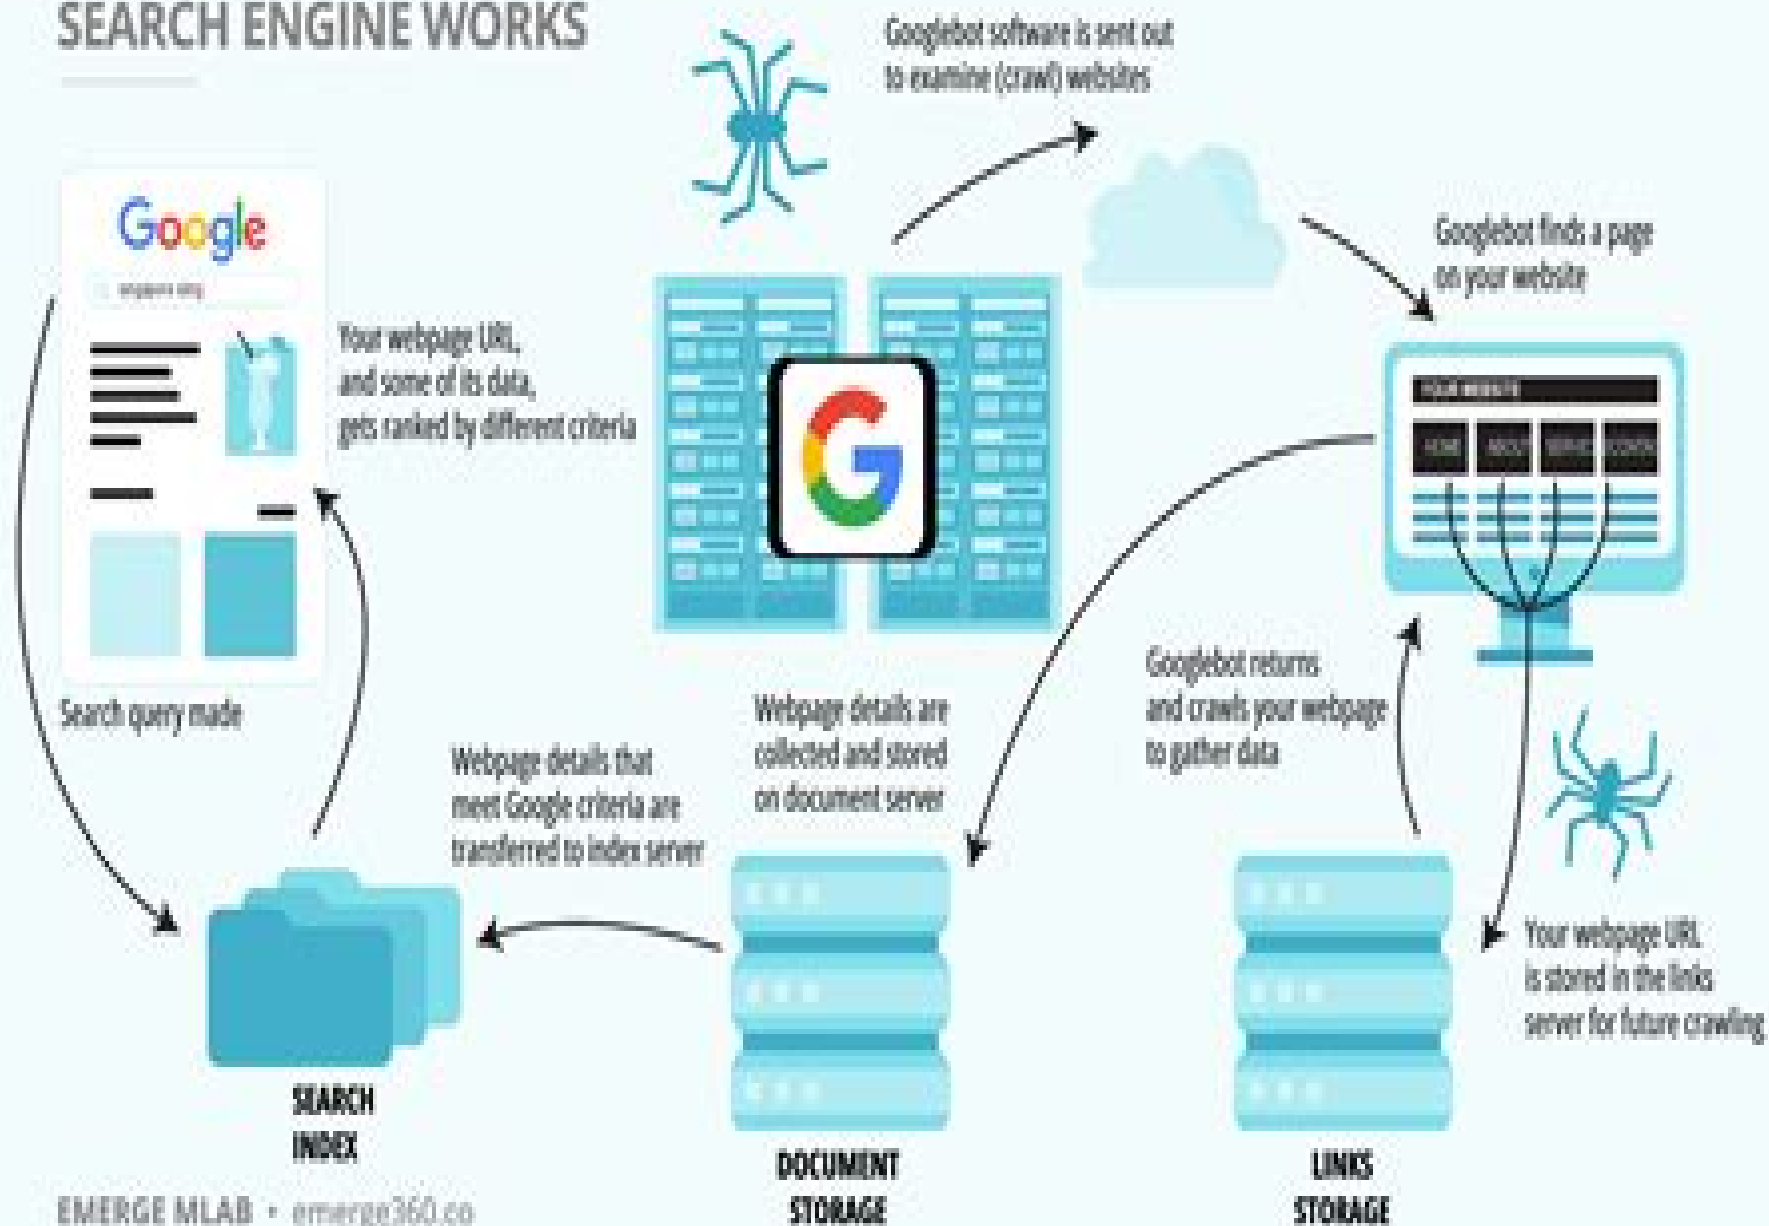 SEARCH ENGINE WORKS
Googlebot software is sent out
to examine (crawl) websites
Google
Googlebot finds a page
on your website
Your webpage URL,
and some of its data,
gets ranked by different criteria
G
YOUR WEBSITE
HOME ABOUT
Search query made
Googlebot returns
and crawls your webpage
to gather data
Webpage details are
collected and stored
on document server
Webpage details that
meet Google criteria are
transferred to index server
Your webpage URL
is stored in the links
server for future crawling
SEARCH
INDEX
DOCUMENT
STORAGE
LINKS
STORAGE
EMERGE MLAB • emerge360.co